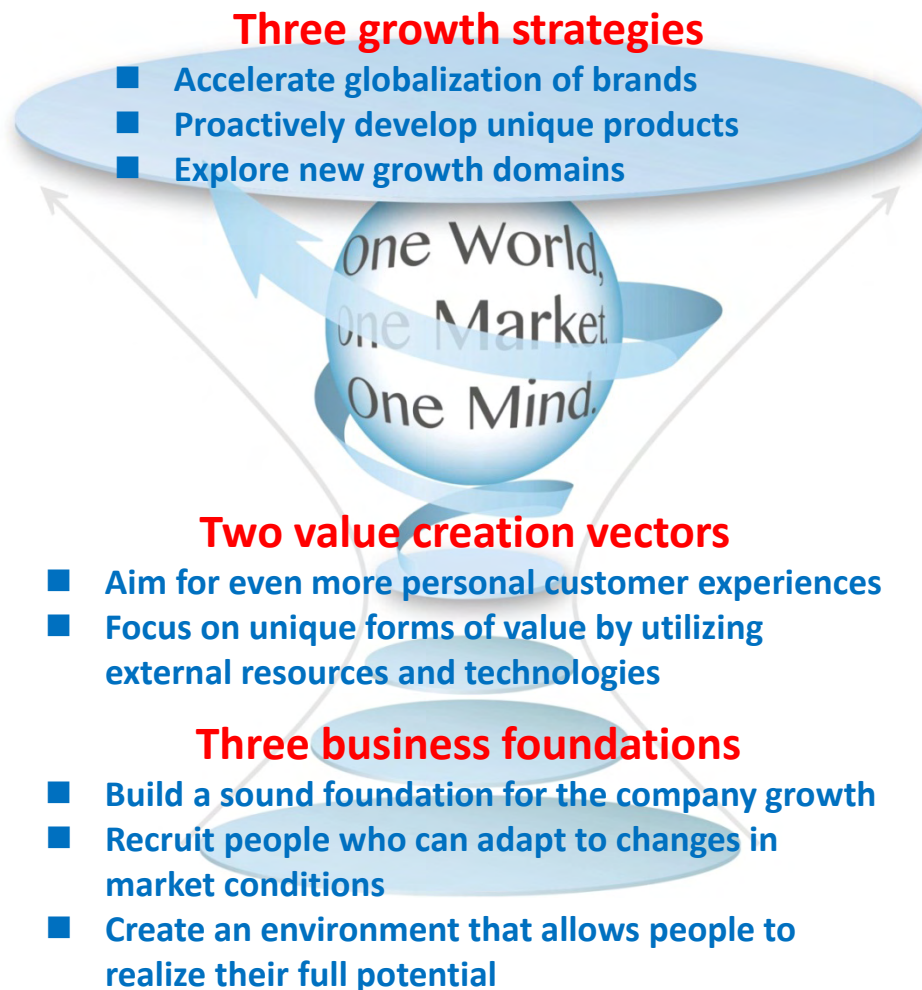 Three growth strategies
■ Accelerate globalization of brands
■ Proactively develop unique products
■ Explore new growth domains
One World,
One Market
One Mind.
Two value creation vectors
■ Aim for even more personal customer experiences
■ Focus on unique forms of value by utilizing
external resources and technologies
Three business foundations
■ Build a sound foundation for the company growth
■ Recruit people who can adapt to changes in
market conditions
■ Create an environment that allows people to
realize their full potential